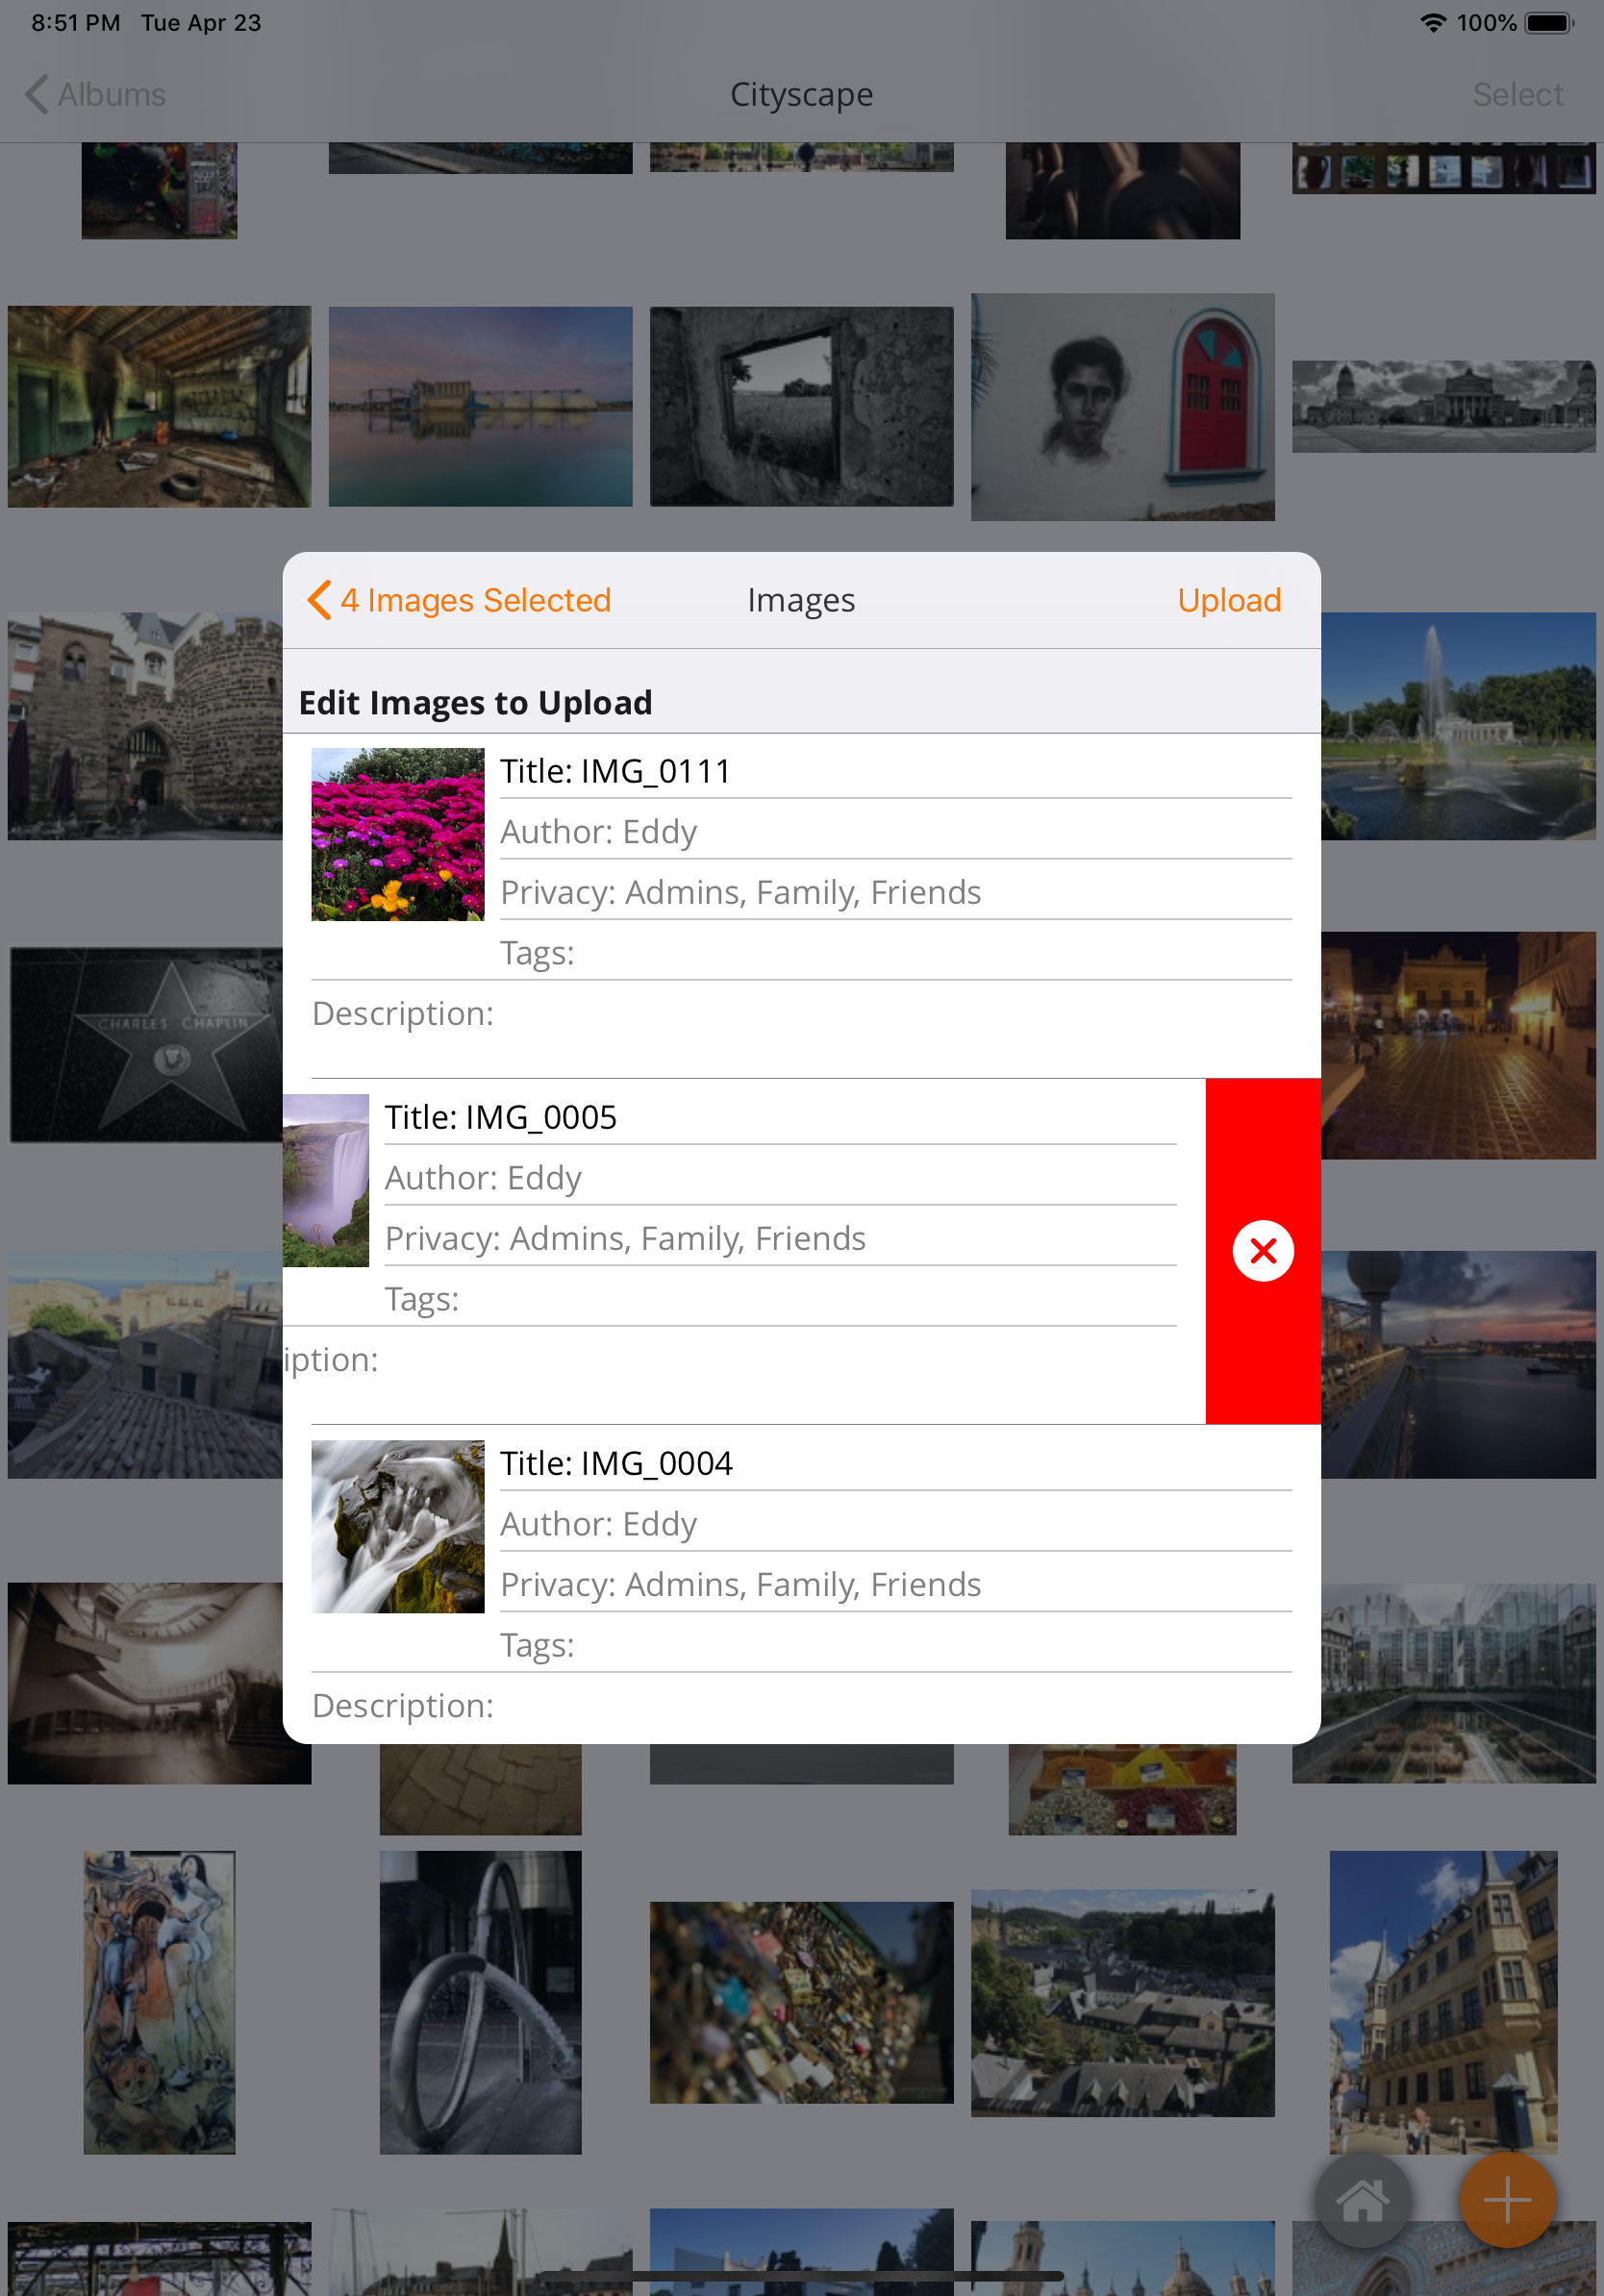 8:51 PM Tue Apr 23
100%
Albums
Cityscape
Select
4 Images Selected
Images
Upload
Edit Images to Upload
Title: IMG_0111
Author: Eddy
Privacy: Admins, Family, Friends
Tags:
Description:
CHARLES CHAPLIN
Title: IMG_0005
Author: Eddy
Privacy: Admins, Family, Friends
Tags:
iption:
Title: IMG_0004
Author: Eddy
Privacy: Admins, Family, Friends
Tags:
Description: